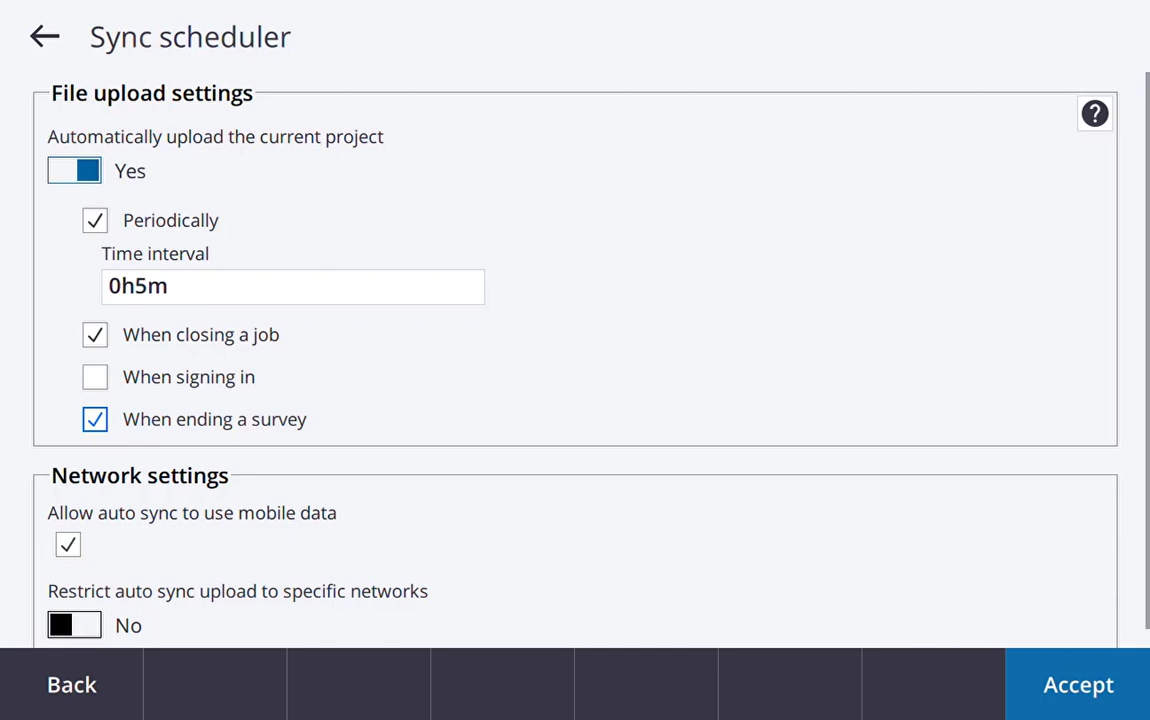 Sync scheduler
File upload settings
?
Automatically upload the current project
Yes
Periodically
Time interval
0h5m
When closing a job
When signing in
When ending a survey
Network settings
Allow auto sync to use mobile data
Restrict auto sync upload to specific networks
No
Back
Accept